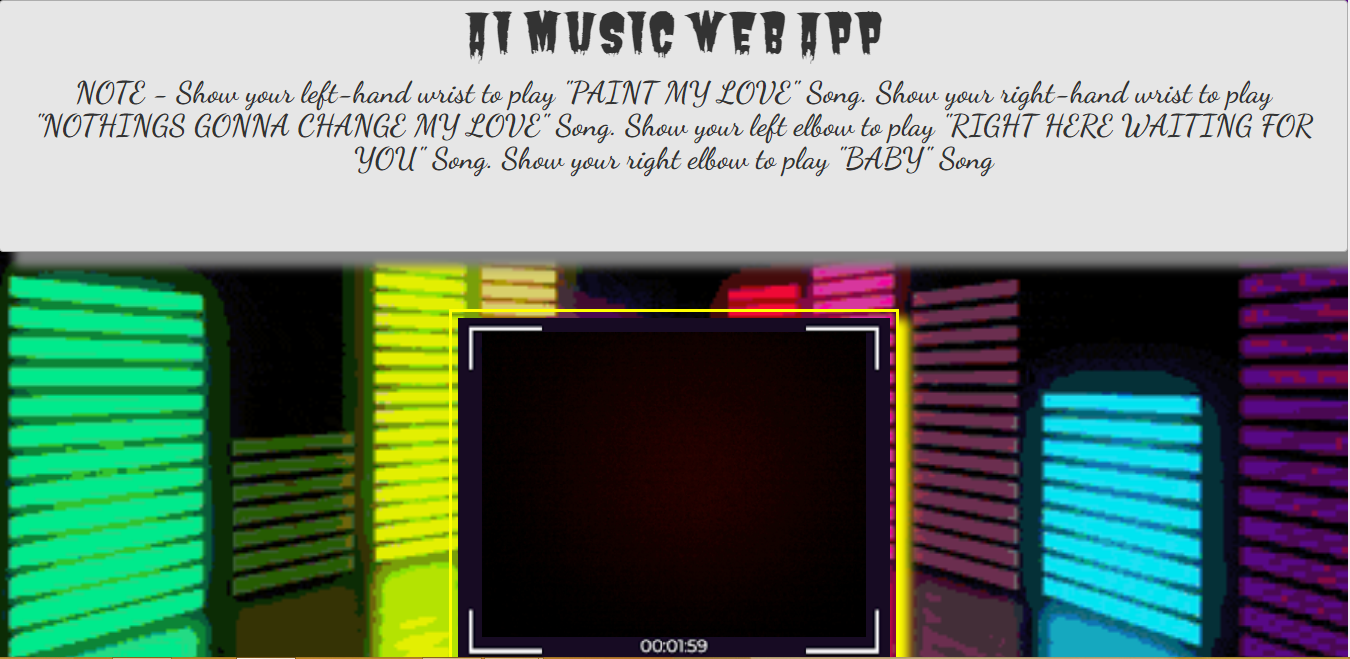 AI MUSIC WEB APP
NOTE - Show your left-hand wrist to play "PAINT MY LOVE" Song. Show your right-hand wrist to play
"NOTHINGS GONNA CHANGE MY LOVE" Song. Show your left elbow to play "RIGHT HERE WAITING FOR
YOU" Song. Show your right elbow to play "BABY" Song
00:01:59